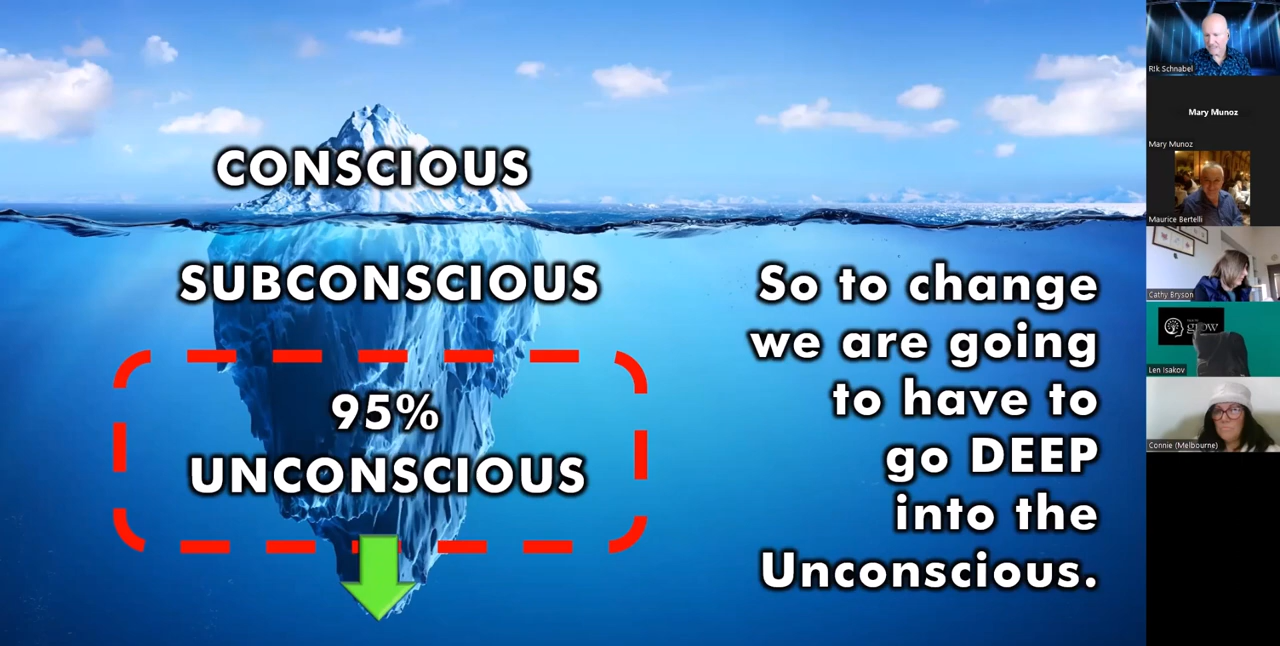 CONSCIOUS
SUBCONSCIOUS
95%
UNCONSCIOUS
So to change
we are going
to have to
go DEEP
into the
Unconscious.
Rik Schnabel
Mary Munoz
Mary Munoz
Maurice Bertelli
Cathy Bryson
grow
Len Isakov
Connie (Melbourne)